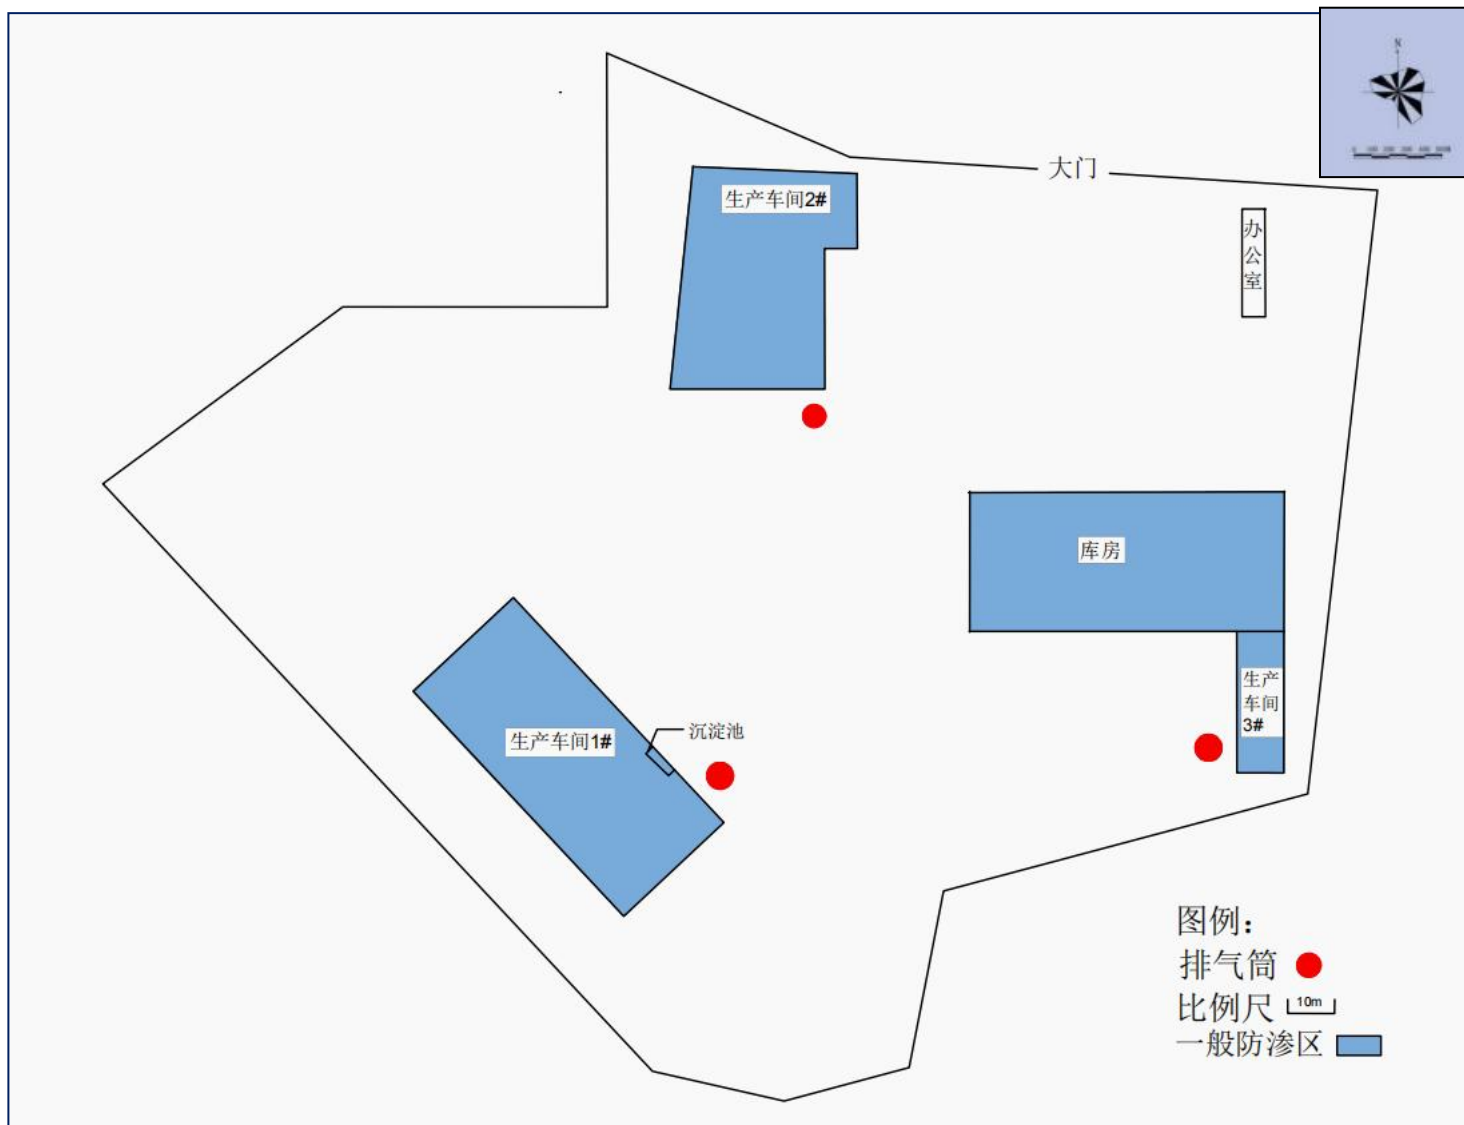 N
大门
生产车间2#
办
公
室
库房
生产
车间
3#
生产车间1#
沉淀池
图例：
排气筒
比例尺 10m
一般防渗区